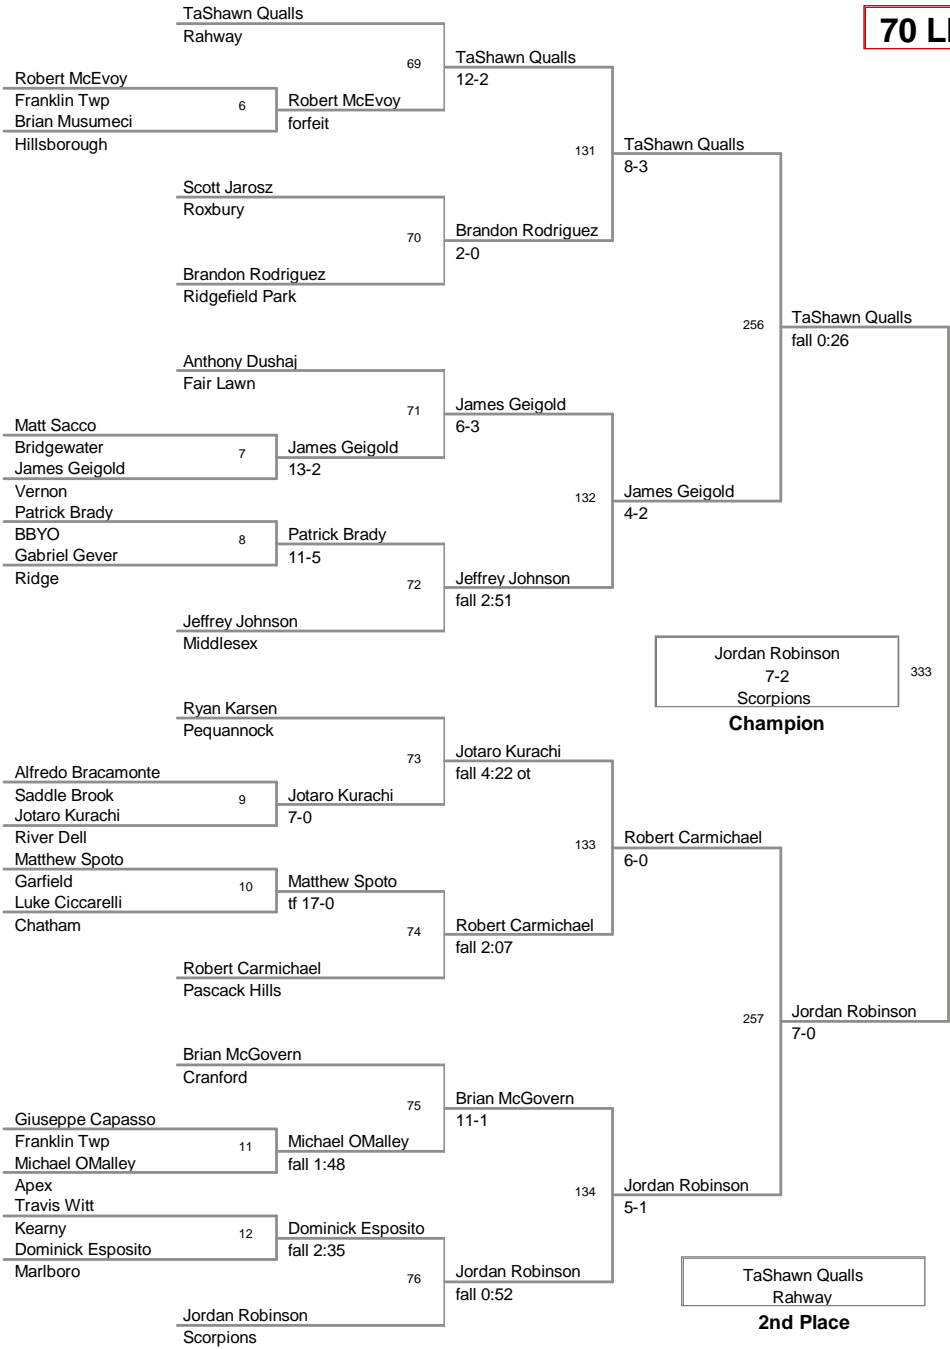 TaShawn Qualls
Rahway
70
69
TaShawn Qualls
12-2
Robert McEvoy
Franklin Twp
6
Robert McEvoy
forfeit
Brian Musumeci
Hillsborough
131
TaShawn Qualls
8-3
Scott Jarosz
Roxbury
70
Brandon Rodriguez
2-0
Brandon Rodriguez
Ridgefield Park
256
TaShawn Qualls
fall 0:26
Anthony Dushaj
Fair Lawn
71
James Geigold
6-3
Matt Sacco
Bridgewater
7
James Geigold
13-2
James Geigold
Vernon
132
James Geigold
4-2
Patrick Brady
BBYO
8
Patrick Brady
11-5
Gabriel Gever
Ridge
72
Jeffrey Johnson
fall 2:51
Jeffrey Johnson
Middlesex
Jordan Robinson
7-2
Scorpions
333
Champion
Ryan Karsen
Pequannock
73
Jotaro Kurachi
fall 4:22 ot
Alfredo Bracamonte
Saddle Brook
9
Jotaro Kurachi
7-0
Jotaro Kurachi
River Dell
133
Robert Carmichael
6-0
Matthew Spoto
Garfield
10
Matthew Spoto
tf 17-0
Luke Ciccarelli
Chatham
74
Robert Carmichael
fall 2:07
Robert Carmichael
Pascack Hills
257
Jordan Robinson
7-0
Brian McGovern
Cranford
75
Brian McGovern
11-1
Giuseppe Capasso
Franklin Twp
11
Michael OMalley
fall 1:48
Michael OMalley
Apex
134
Jordan Robinson
5-1
Travis Witt
Kearny
12
Dominick Esposito
fall 2:35
Dominick Esposito
Marlboro
76
Jordan Robinson
fall 0:52
Jordan Robinson
Scorpions
TaShawn Qualls
Rahway
2nd Place